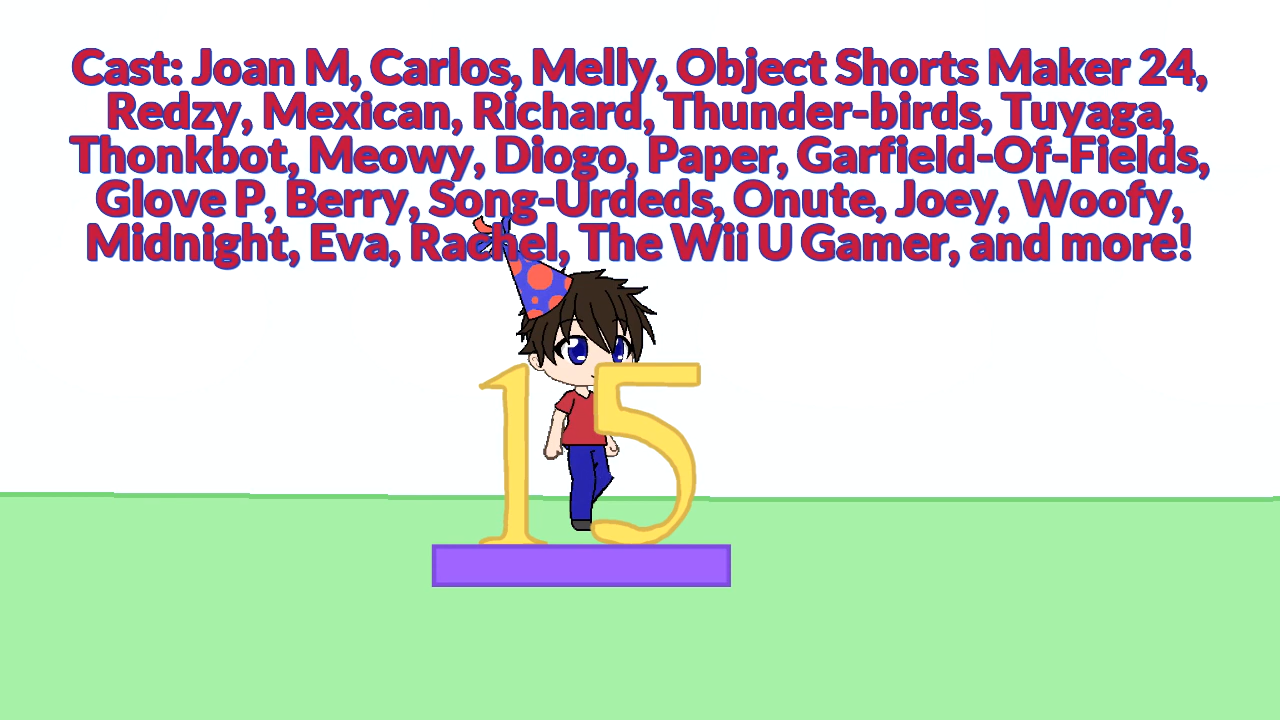 Cast: Joan M, Carlos, Melly, Object Shorts Maker 24,
Redzy, Mexican, Richard, Thunder-birds, Tuyaga,
Thonkbot, Meowy, Diogo, Paper, Garfield-Of-Fields,
Glove P, Berry, Song-Urdeds, Onute, Joey, Woofy,
Midnight, Eva, Rachel, The Wii U Gamer, and more!
15